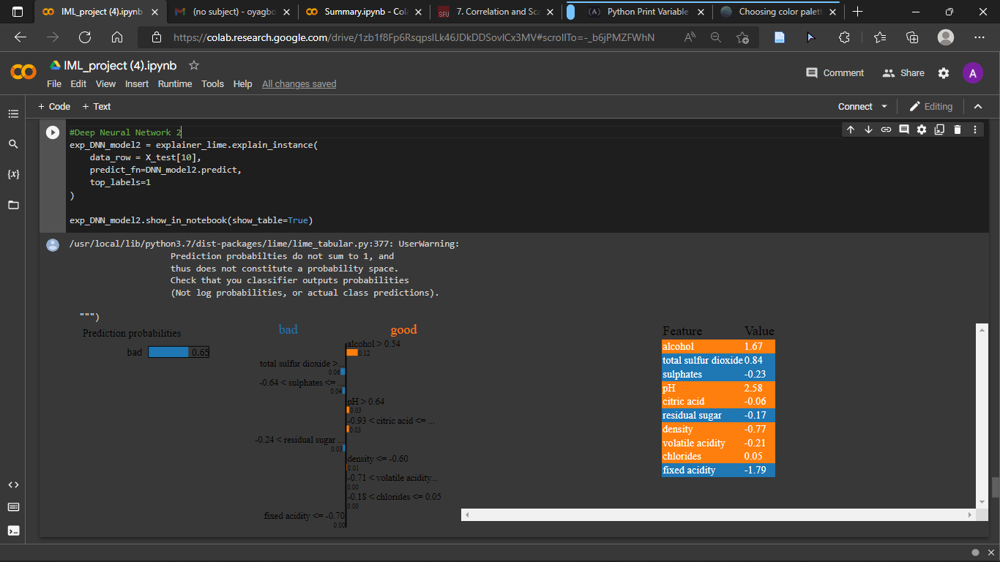 IML_project (4).ipynb
(no subject) - oyagbo
Summary.ipynb - Col
SFU
7. Correlation and Sca
Python Print Variable
Choosing color palett
https://colab.research.google.com/drive/
IML_project (4).ipynb
Comment
Share
A
File Edit View Insert Runtime Tools Help All changes saved
+ Code + Text
Connect
Editing
#Deep Neural Network 2
exp_DNN_model2 = explainer_lime.explain_instance(
data_row = X_test[10],
predict_fn=DNN_model2.predict,
top_labels=1
)
exp_DNN_model2.show_in_notebook(show_table=True)
/usr/local/lib/python3.7/dist-packages/lime/lime_tabular.py:377: UserWarning:
Prediction probabilties do not sum to 1, and
thus does not constitute a probability space.
Check that you classifier outputs probabilities
(Not log probabilities, or actual class predictions).
""")
Prediction probabilities
bad 0.65
bad good
alcohol > 0.54
0.12
total sulfur dioxide >...
0.06
-0.64 < sulphates <= ...
0.04
pH > 0.64
0.03
-0.93 < citric acid <= ...
0.03
-0.24 < residual sugar ...
0.03
density <= -0.60
0.01
-0.71 < volatile acidity...
0.00
-0.18 < chlorides <= 0.05
0.00
fixed acidity <= -0.70
0.00
Feature Value
alcohol 1.67
total sulfur dioxide 0.84
sulphates -0.23
pH 2.58
citric acid -0.06
residual sugar -0.17
density -0.77
volatile acidity -0.21
chlorides 0.05
fixed acidity -1.79